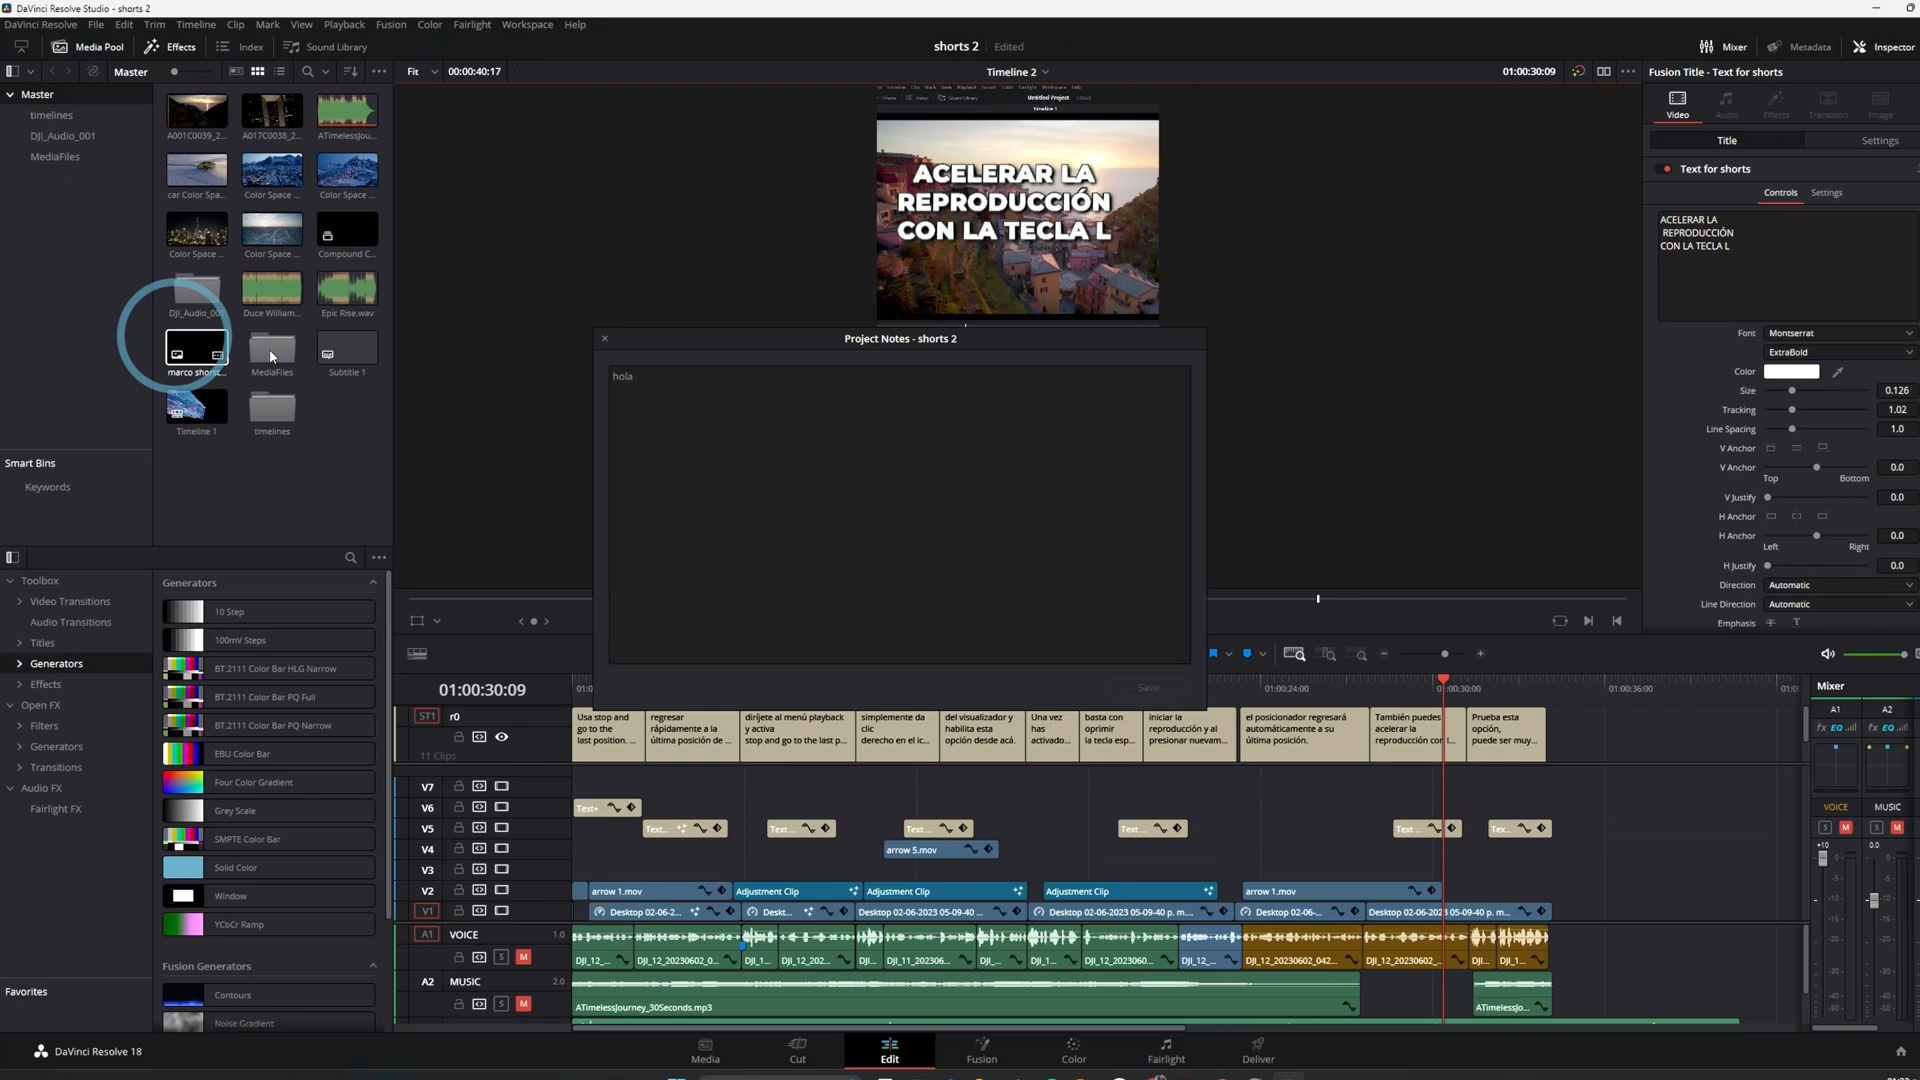 DaVinci Resolve Studio - shorts 2
DaVinci Resolve File Edit Trim Timeline Clip Mark View Playback Fusion Color Fairlight Workspace Help
Media Pool Effects Index Sound Library
shorts 2 Edited
Mixer Metadata Inspector
Master
Fit 00:00:40:17
Timeline 2
01:00:30:09
Fusion Title - Text for shorts
Master
timelines
DJI_Audio_001
MediaFiles
A001C0039_2... A017C0038_2... ATimelessJou...
car Color Spa... Color Space ... Color Space ...
Color Space ... Color Space ... Compound C...
DJI_Audio_00 Duce William... Epic Rise.wav
marco shorst... MediaFiles Subtitle 1
Timeline 1 timelines
Smart Bins
Keywords
Untitled Project
Timeline 1
ACELERAR LA
REPRODUCCIÓN
CON LA TECLA L
Project Notes - shorts 2
hola
Save
Video Audio Effects Transition Image
Title Settings
Text for shorts
Controls Settings
ACELERAR LA
REPRODUCCIÓN
CON LA TECLA L
Font Montserrat
ExtraBold
Color
Size 0.126
Tracking 1.02
Line Spacing 1.0
V Anchor
V Anchor 0.0
Top Bottom
V Justify 0.0
H Anchor
H Anchor 0.0
Left Right
H Justify 0.0
Direction Automatic
Line Direction Automatic
Emphasis
Toolbox
Video Transitions
Audio Transitions
Titles
Generators
Effects
Open FX
Filters
Generators
Transitions
Audio FX
Fairlight FX
Favorites
Generators
10 Step
100mV Steps
BT.2111 Color Bar HLG Narrow
BT.2111 Color Bar PQ Full
BT.2111 Color Bar PQ Narrow
EBU Color Bar
Four Color Gradient
Grey Scale
SMPTE Color Bar
Solid Color
Window
YCbCr Ramp
Fusion Generators
Contours
Noise Gradient
01:00:30:09
01:00:24:00 01:00:36:00
ST1 r0
11 Clips
Usa stop and
go to the
last position. ...
regresar
rápidamente a la
última posición de ...
diríjete al menú playback
y activa
stop and go to the last p...
simplemente da
clic
derecho en el ic...
del visualizador y
habilita esta
opción desde acá.
Una vez
has
activado...
basta con
oprimir
la tecla esp...
iniciar la
reproducción y al
presionar nuevam...
el posicionador regresará
automáticamente a su
última posición.
También puedes
acelerar la
Prueba esta
opción,
puede ser muy...
V7
V6 Text+
V5 Text... Text ... Text ... Text ... Text ... Tex...
V4 arrow 5.mov
V3
V2 arrow 1.mov Adjustment Clip Adjustment Clip Adjustment Clip arrow 1.mov
V1 Desktop 02-06-2... Deskt... Desktop 02-06-2023 05-09-40 ... Desktop 02-06-2023 05-09-40 p. m.... Desktop 02-06-... Desktop 02-06-2023 05-09-40 p. m...
A1 VOICE 1.0
S M
DJI_12_... DJI_12_20230602_0... DJI_1... DJI_12_202... DJI... DJI_11_202306... DJI_... DJI_1... DJI_12_2023060... DJI_12_... DJI_12_20230602_042... DJI_12_20230602_... DJI... DJI_1...
A2 MUSIC 2.0
S M
ATimelessJourney_30Seconds.mp3 ATimelessJo...
Mixer
A1 A2
fx EQ fx EQ
VOICE MUSIC
S M S M
+10 0.0
DaVinci Resolve 18
Media Cut Edit Fusion Color Fairlight Deliver